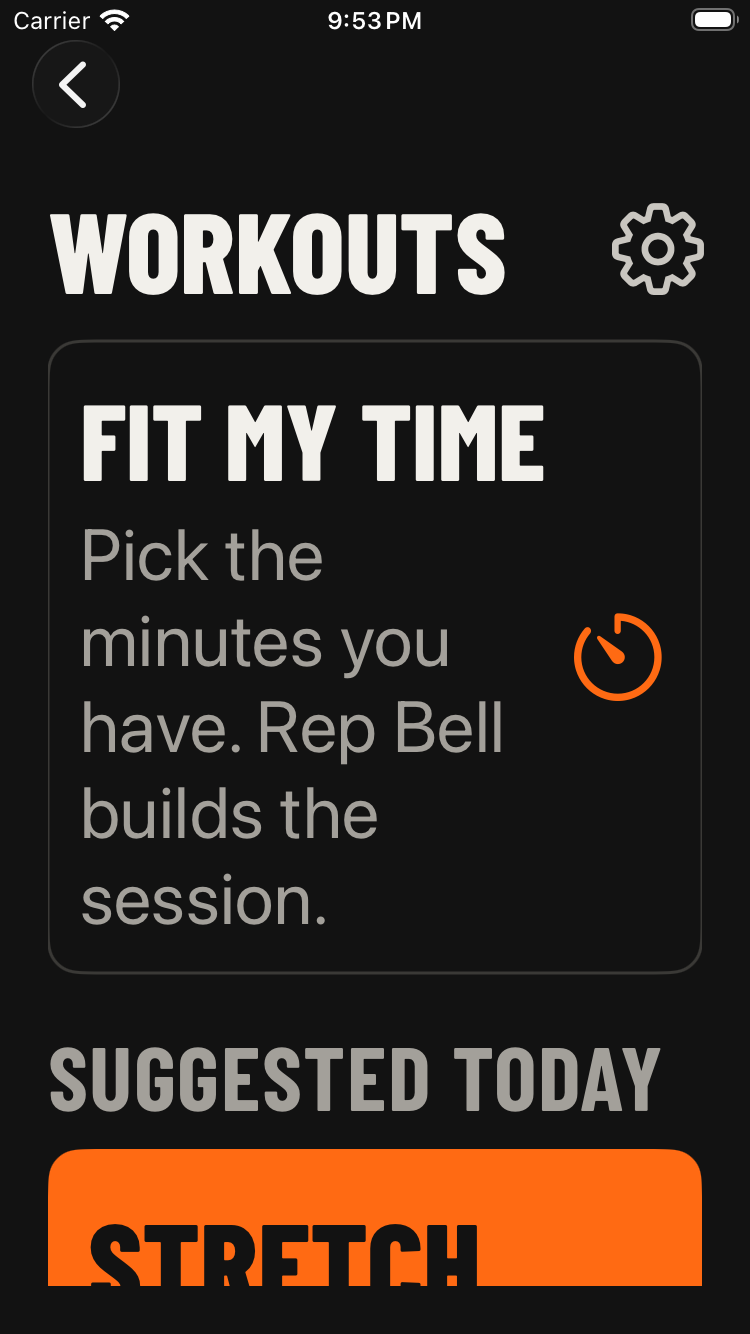 Carrier 9:53 PM
WORKOUTS
FIT MY TIME
Pick the
minutes you
have. Rep Bell
builds the
session.
SUGGESTED TODAY
STRETCH